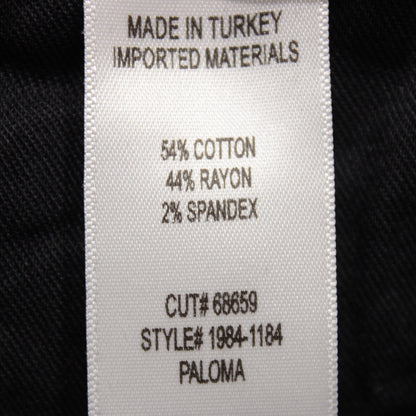 MADE IN TURKEY
IMPORTED MATERIALS
54% COTTON
44% RAYON
2% SPANDEX
CUT# 68659
STYLE# 1984-1184
PALOMA